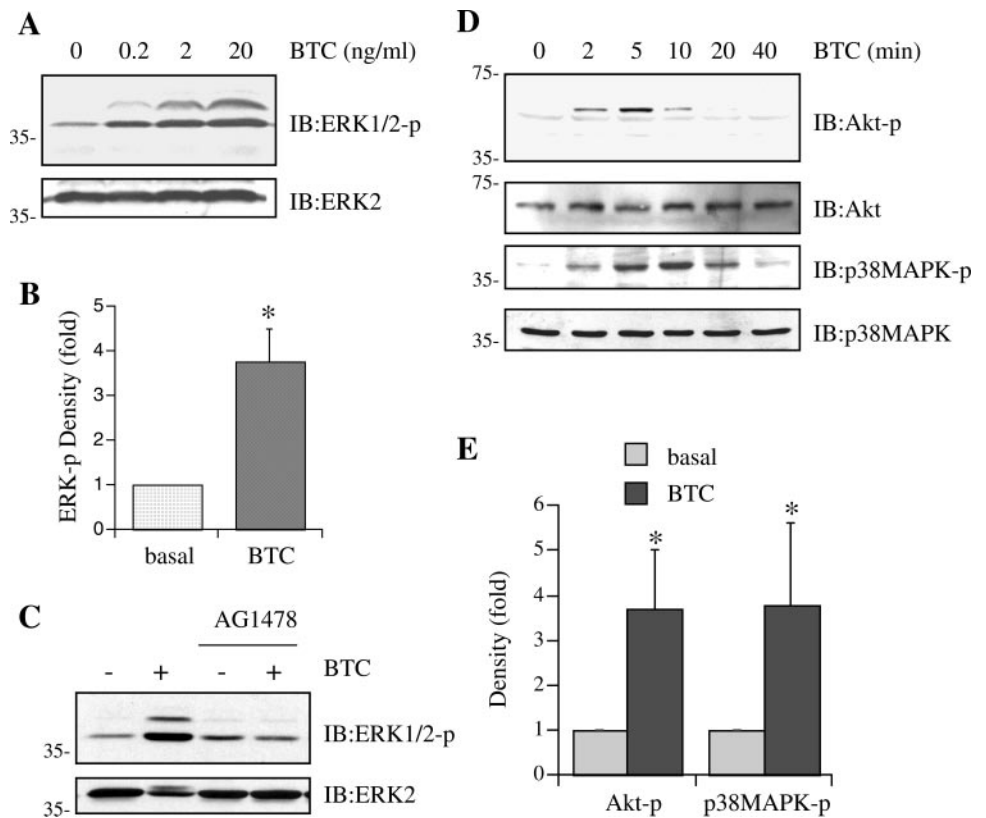 A
0 0.2 2 20 BTC (ng/ml)
IB:ERK1/2-p
35-
IB:ERK2
35-
B
ERK-p Density (fold)
5
4
3
2
1
0
*
basal BTC
C
AG1478
- + - + BTC
IB:ERK1/2-p
35-
IB:ERK2
35-
D
0 2 5 10 20 40 BTC (min)
75-
IB:Akt-p
35-
75-
IB:Akt
IB:p38MAPK-p
35-
IB:p38MAPK
35-
E
basal
BTC
Density (fold)
6
5
4
3
2
1
0
* *
Akt-p p38MAPK-p